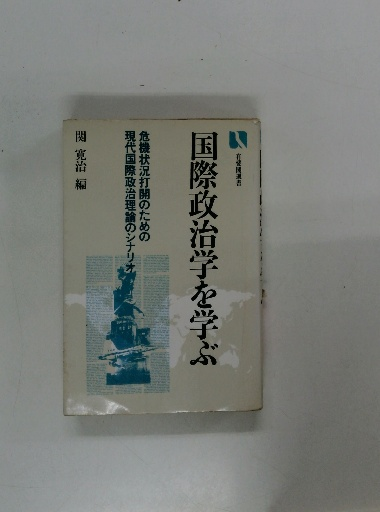 有斐閣選書
国際政治学を学ぶ
危機状況打開のための
現代国際政治理論のシナリオ
関 寛治 編